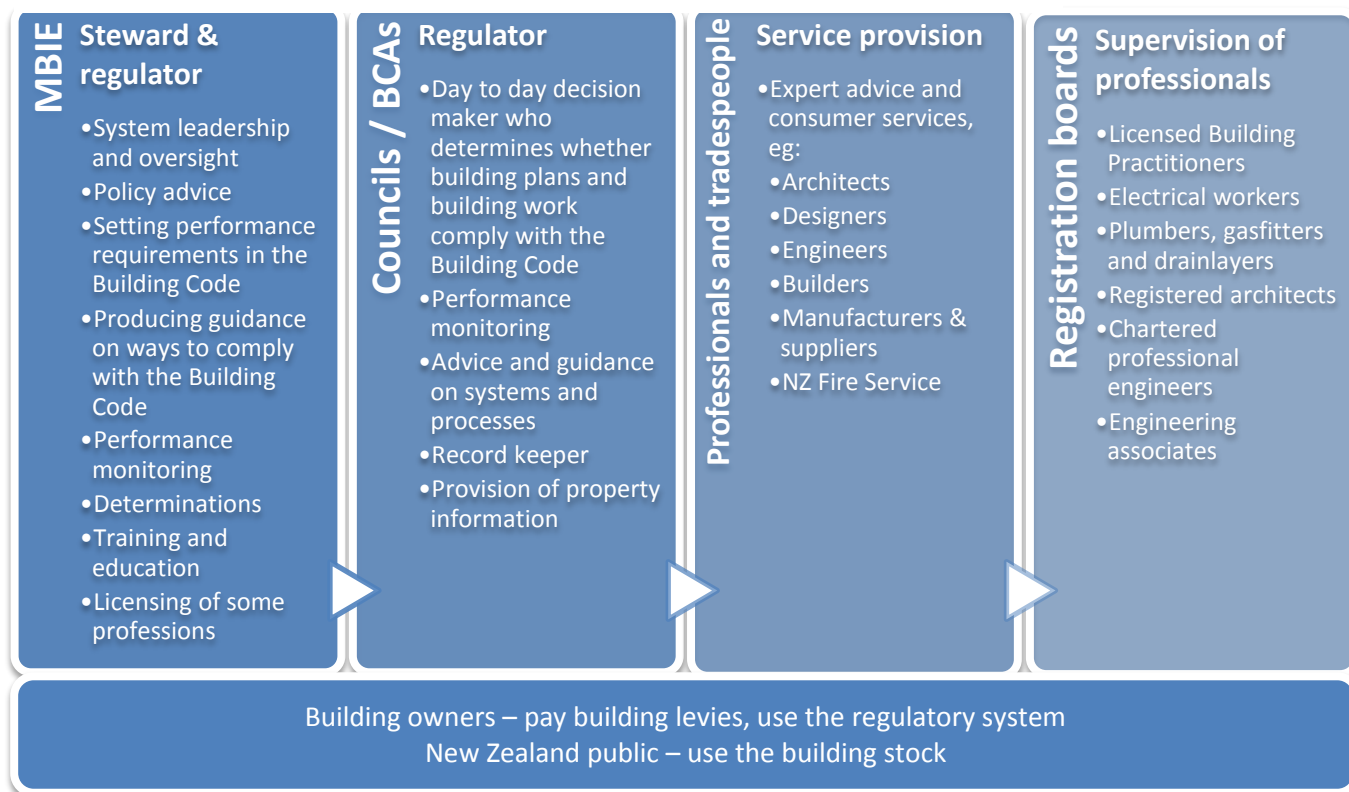 MBIE
Steward &
regulator
•System leadership
and oversight
•Policy advice
•Setting performance
requirements in the
Building Code
•Producing guidance
on ways to comply
with the Building
Code
•Performance
monitoring
•Determinations
•Training and
education
•Licensing of some
professions
Councils / BCAs
Regulator
•Day to day decision
maker who
determines whether
building plans and
building work
comply with the
Building Code
•Performance
monitoring
•Advice and guidance
on systems and
processes
•Record keeper
•Provision of property
information
Professionals and tradespeople
Service provision
•Expert advice and
consumer services,
eg:
•Architects
•Designers
•Engineers
•Builders
•Manufacturers &
suppliers
•NZ Fire Service
Registration boards
Supervision of
professionals
•Licensed Building
Practitioners
•Electrical workers
•Plumbers, gasfitters
and drainlayers
•Registered architects
•Chartered
professional
engineers
•Engineering
associates
Building owners – pay building levies, use the regulatory system
New Zealand public – use the building stock